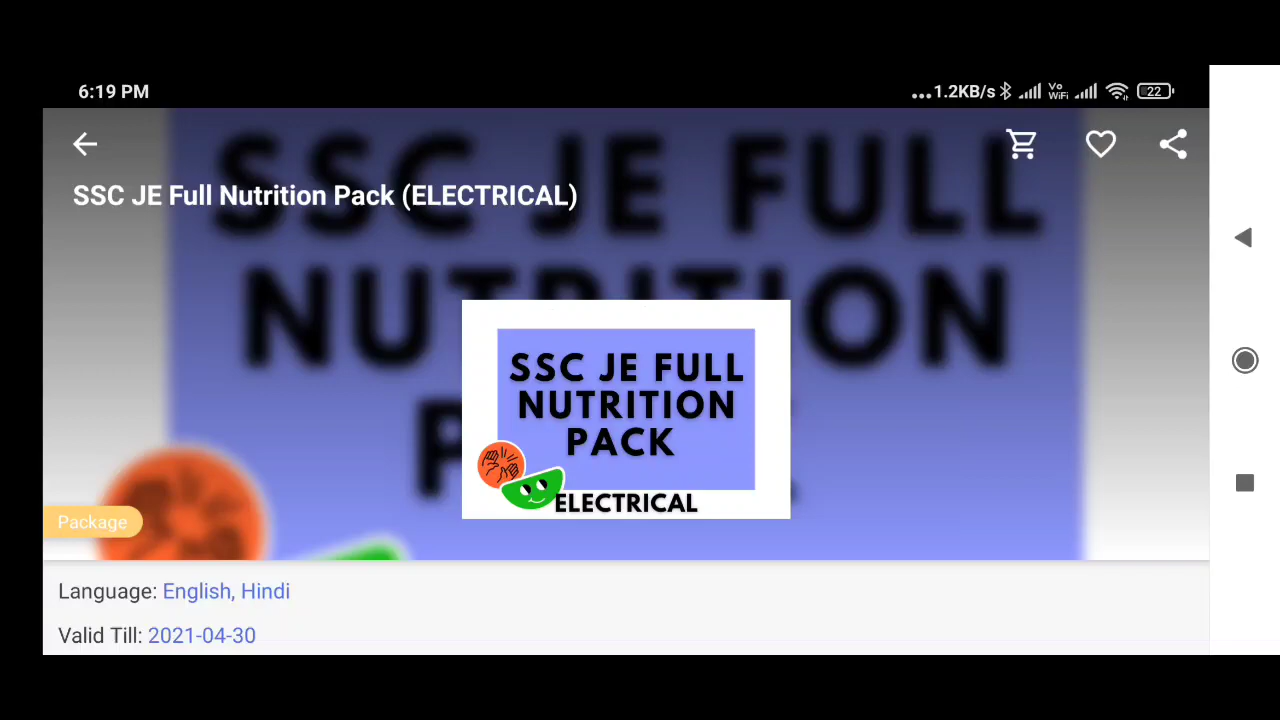 6:19 PM
...1.2KB/s Vo WiFi 22
SSC JE Full Nutrition Pack (ELECTRICAL)
SSC JE FULL
NUTRITION
PACK
SSC JE FULL
NUTRITION
PACK
ELECTRICAL
Package
Language: English, Hindi
Valid Till: 2021-04-30